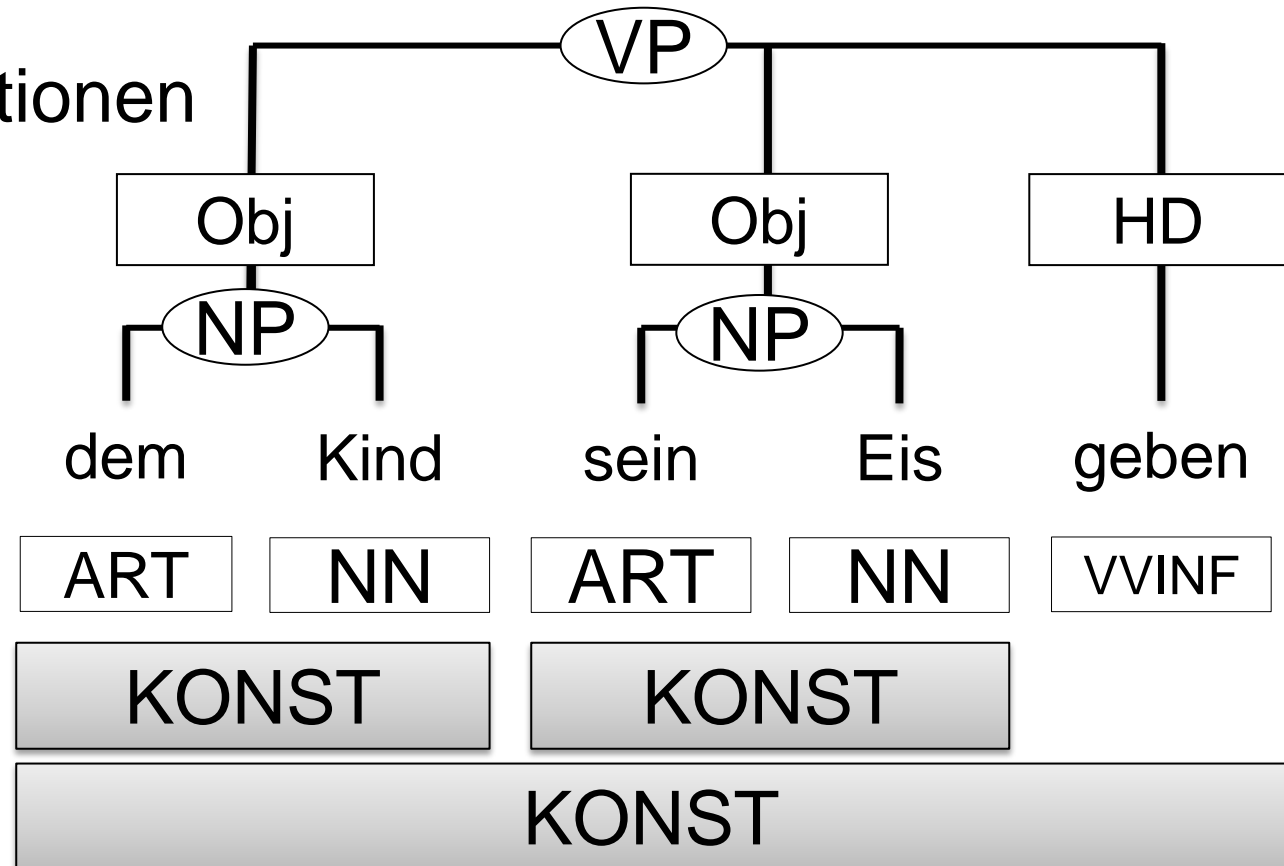 VP
tionen
Obj Obj HD
NP NP
dem Kind sein Eis geben
ART NN ART NN VVINF
KONST KONST
KONST